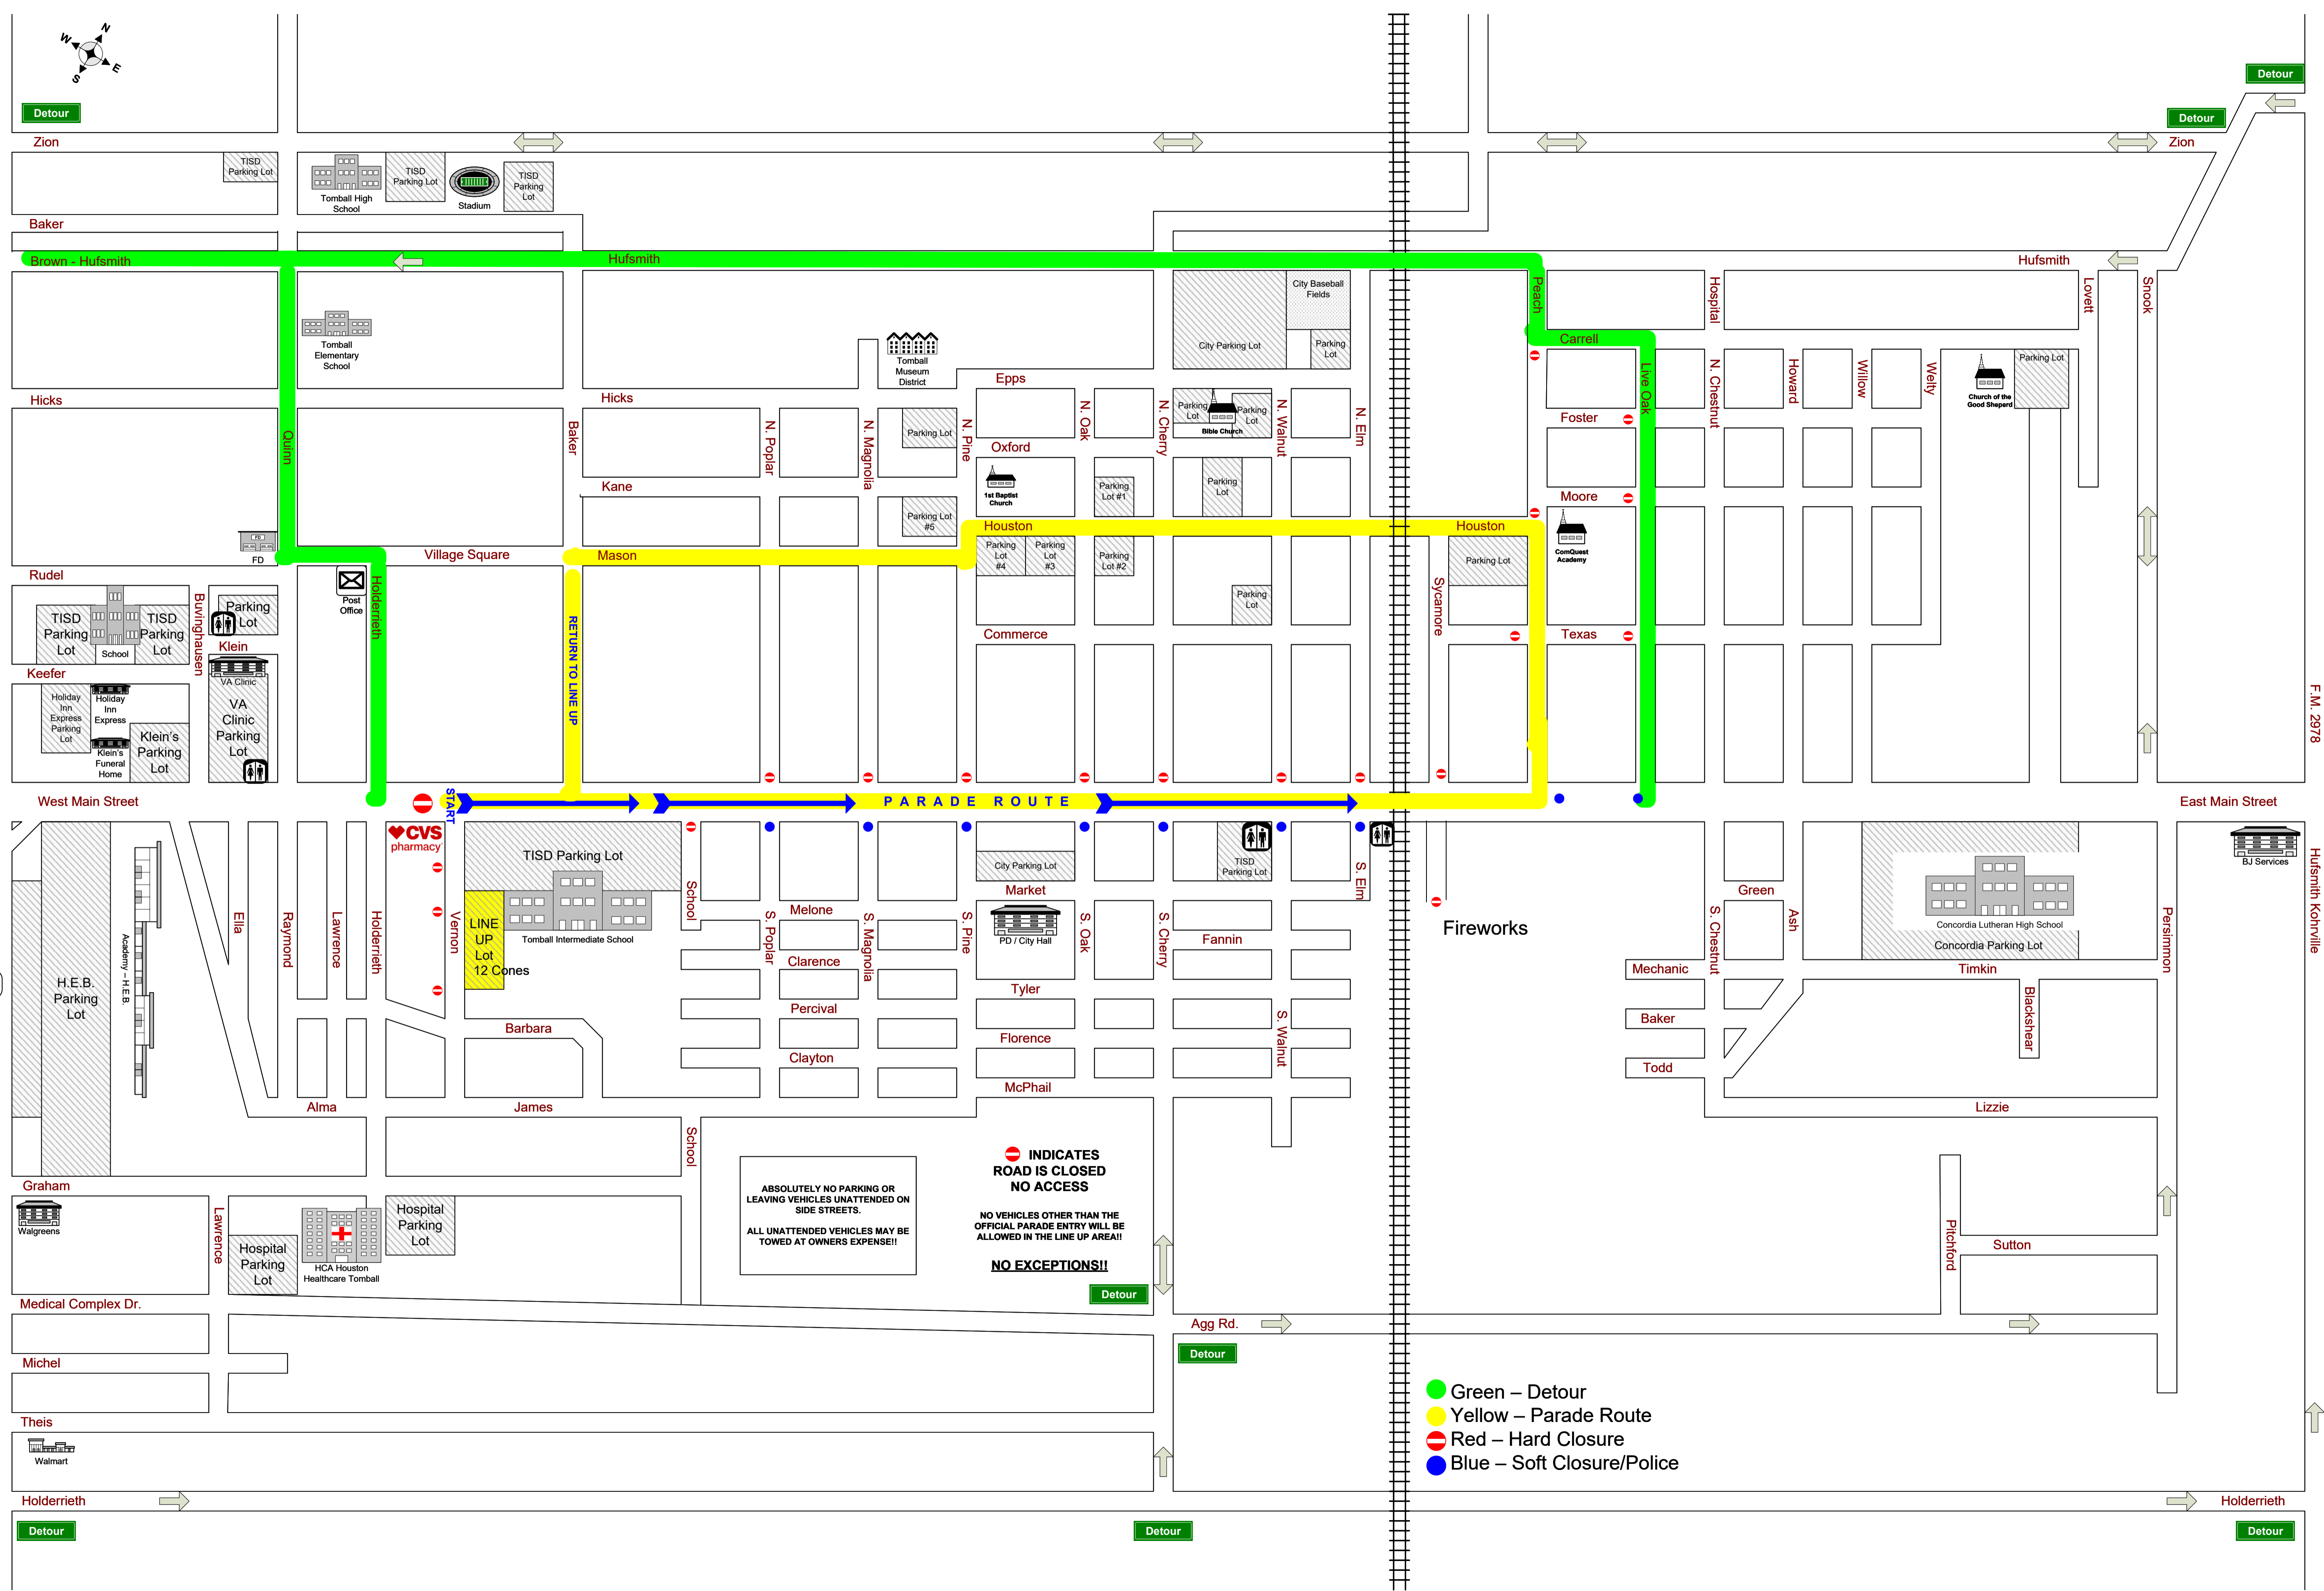 N
W
E
S
Detour
Detour
Detour
Zion
Zion
TISD
Parking Lot
Tomball High
School
TISD
Parking Lot
Stadium
TISD
Parking
Lot
Baker
Brown - Hufsmith
Hufsmith
Hufsmith
Peach
Hospital
Lovett
Snook
Tomball
Elementary
School
Tomball
Museum
District
City Parking Lot
City Baseball
Fields
Parking
Lot
Carrell
Live Oak
N. Chestnut
Howard
Willow
Welty
Church of the
Good Sheperd
Parking Lot
Epps
Hicks
Hicks
Quinn
Baker
N. Poplar
N. Magnolia
Parking Lot
N. Pine
N. Oak
N. Cherry
Parking
Lot
Bible Church
Parking
Lot
N. Walnut
N. Elm
Foster
Oxford
Kane
1st Baptist
Church
Parking
Lot #1
Parking
Lot
Moore
Parking Lot
#5
Houston
Houston
FD
FD
Village Square
Mason
Parking
Lot
#4
Parking
Lot
#3
Parking
Lot #2
Parking Lot
ComQuest
Academy
Rudel
Buvinghausen
Post
Office
Holderrieth
RETURN TO LINE UP
Parking
Lot
Sycamore
TISD
Parking
Lot
School
TISD
Parking
Lot
Parking
Lot
Klein
Commerce
Texas
Keefer
VA Clinic
VA
Clinic
Parking
Lot
Holiday
Inn
Express
Parking
Lot
Holiday
Inn
Express
Klein's
Funeral
Home
Klein's
Parking
Lot
F.M. 2978
West Main Street
START
PARADE ROUTE
East Main Street
CVS
pharmacy
TISD Parking Lot
City Parking Lot
TISD
Parking Lot
S. Elm
BJ Services
Hufsmith Kohrville
Market
Green
Ella
Raymond
Lawrence
Holderrieth
Vernon
LINE
UP
Lot
12 Cones
Tomball Intermediate School
School
S. Poplar
Melone
S. Magnolia
S. Pine
PD / City Hall
S. Oak
S. Cherry
Fannin
Fireworks
S. Chestnut
Ash
Concordia Lutheran High School
Concordia Parking Lot
Persimmon
Academy – H.E.B.
H.E.B.
Parking
Lot
Clarence
Mechanic
Timkin
Tyler
Percival
Barbara
S. Walnut
Baker
Blackshear
Florence
Clayton
Todd
McPhail
Alma
James
Lizzie
School
INDICATES
ROAD IS CLOSED
NO ACCESS
NO VEHICLES OTHER THAN THE
OFFICIAL PARADE ENTRY WILL BE
ALLOWED IN THE LINE UP AREA!!
NO EXCEPTIONS!!
ABSOLUTELY NO PARKING OR
LEAVING VEHICLES UNATTENDED ON
SIDE STREETS.
ALL UNATTENDED VEHICLES MAY BE
TOWED AT OWNERS EXPENSE!!
Graham
Walgreens
Lawrence
Hospital
Parking
Lot
HCA Houston
Healthcare Tomball
Hospital
Parking
Lot
Pitchford
Sutton
Detour
Medical Complex Dr.
Agg Rd.
Detour
Michel
Green – Detour
Yellow – Parade Route
Red – Hard Closure
Blue – Soft Closure/Police
Theis
Walmart
Holderrieth
Holderrieth
Detour
Detour
Detour